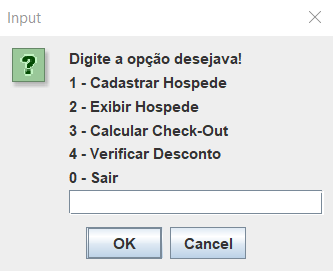 Input
Digite a opção desejava!
1 - Cadastrar Hospede
2 - Exibir Hospede
3 - Calcular Check-Out
4 - Verificar Desconto
0 - Sair
OK Cancel